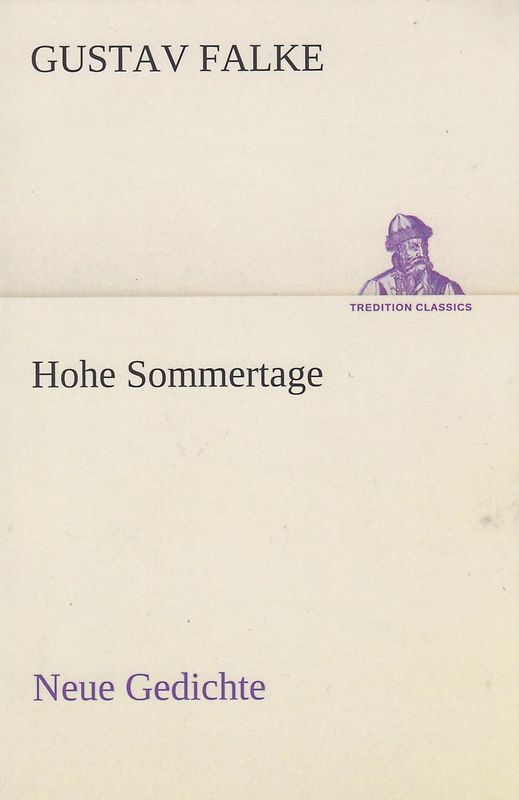 GUSTAV FALKE
TREDITION CLASSICS
Hohe Sommertage
Neue Gedichte